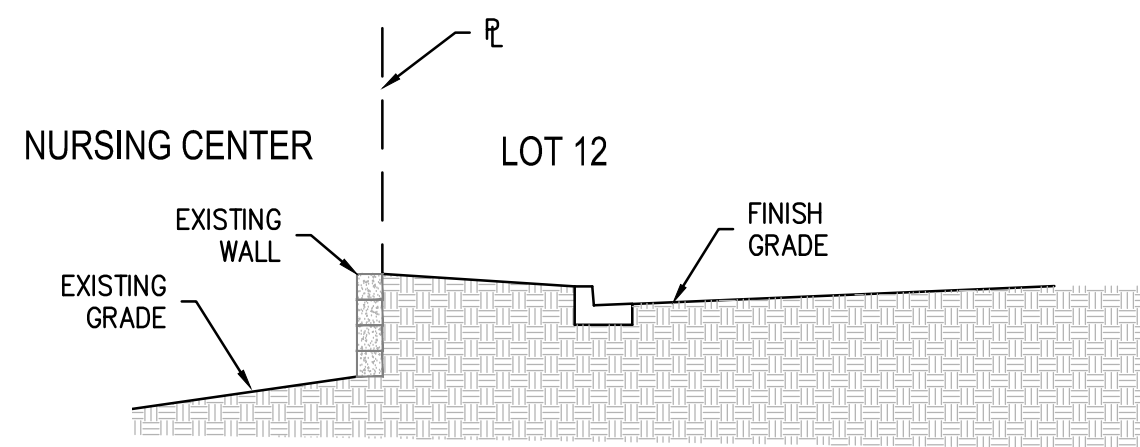 PL
NURSING CENTER
LOT 12
EXISTING
WALL
FINISH
GRADE
EXISTING
GRADE